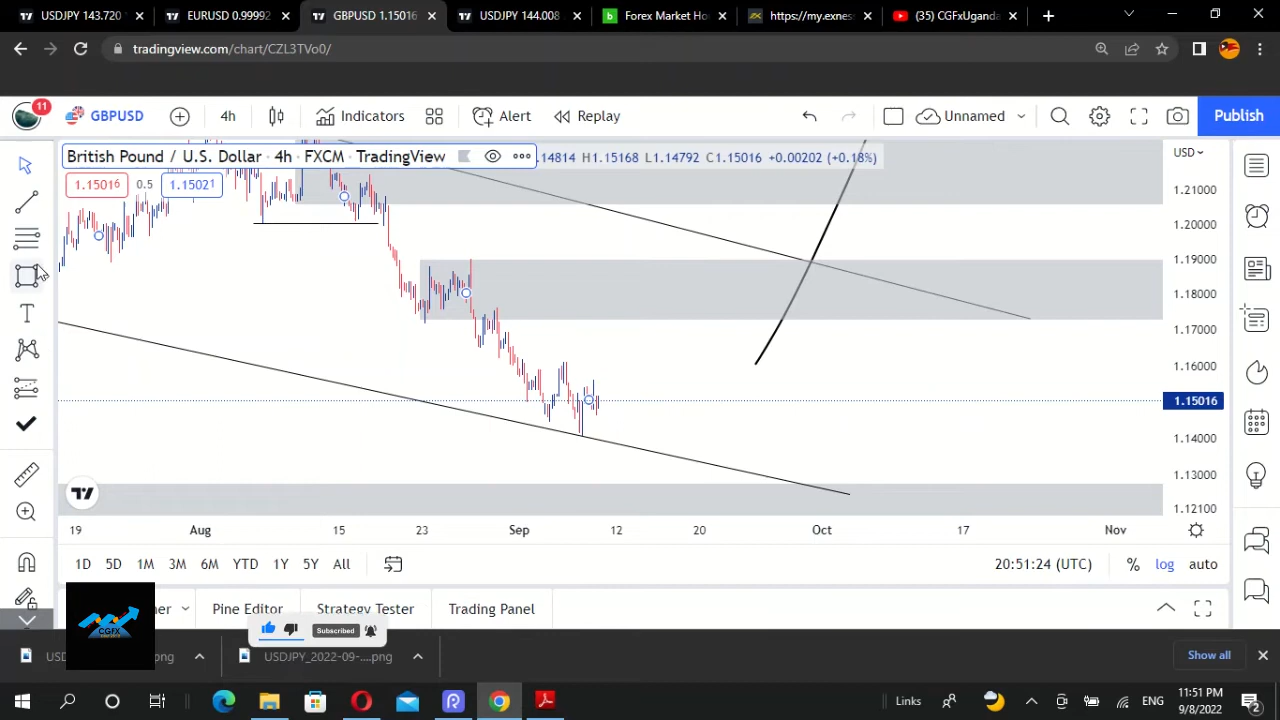 USDJPY 143.720
EURUSD 0.99992
GBPUSD 1.15016
USDJPY 144.008
Forex Market Ho
https://my.exnes
(35) CGFxUganda
tradingview.com/chart/CZL3TVo0/
11
GBPUSD
4h
Indicators
Alert
Replay
Unnamed
Publish
British Pound / U.S. Dollar · 4h · FXCM · TradingView
1.14814 H1.15168 L1.14792 C1.15016 +0.00202 (+0.18%)
USD
1.15016
0.5
1.15021
1.21000
1.20000
1.19000
1.18000
1.17000
1.16000
1.15016
1.14000
1.13000
1.12100
19 Aug 15 23 Sep 12 20 Oct 17 Nov
1D 5D 1M 3M 6M YTD 1Y 5Y All
20:51:24 (UTC)
% log auto
Pine Editor
Strategy Tester
Trading Panel
CGFX
Subscribed
USDJPY_2022-09-....png
Show all
Links
ENG
11:51 PM
9/8/2022
2